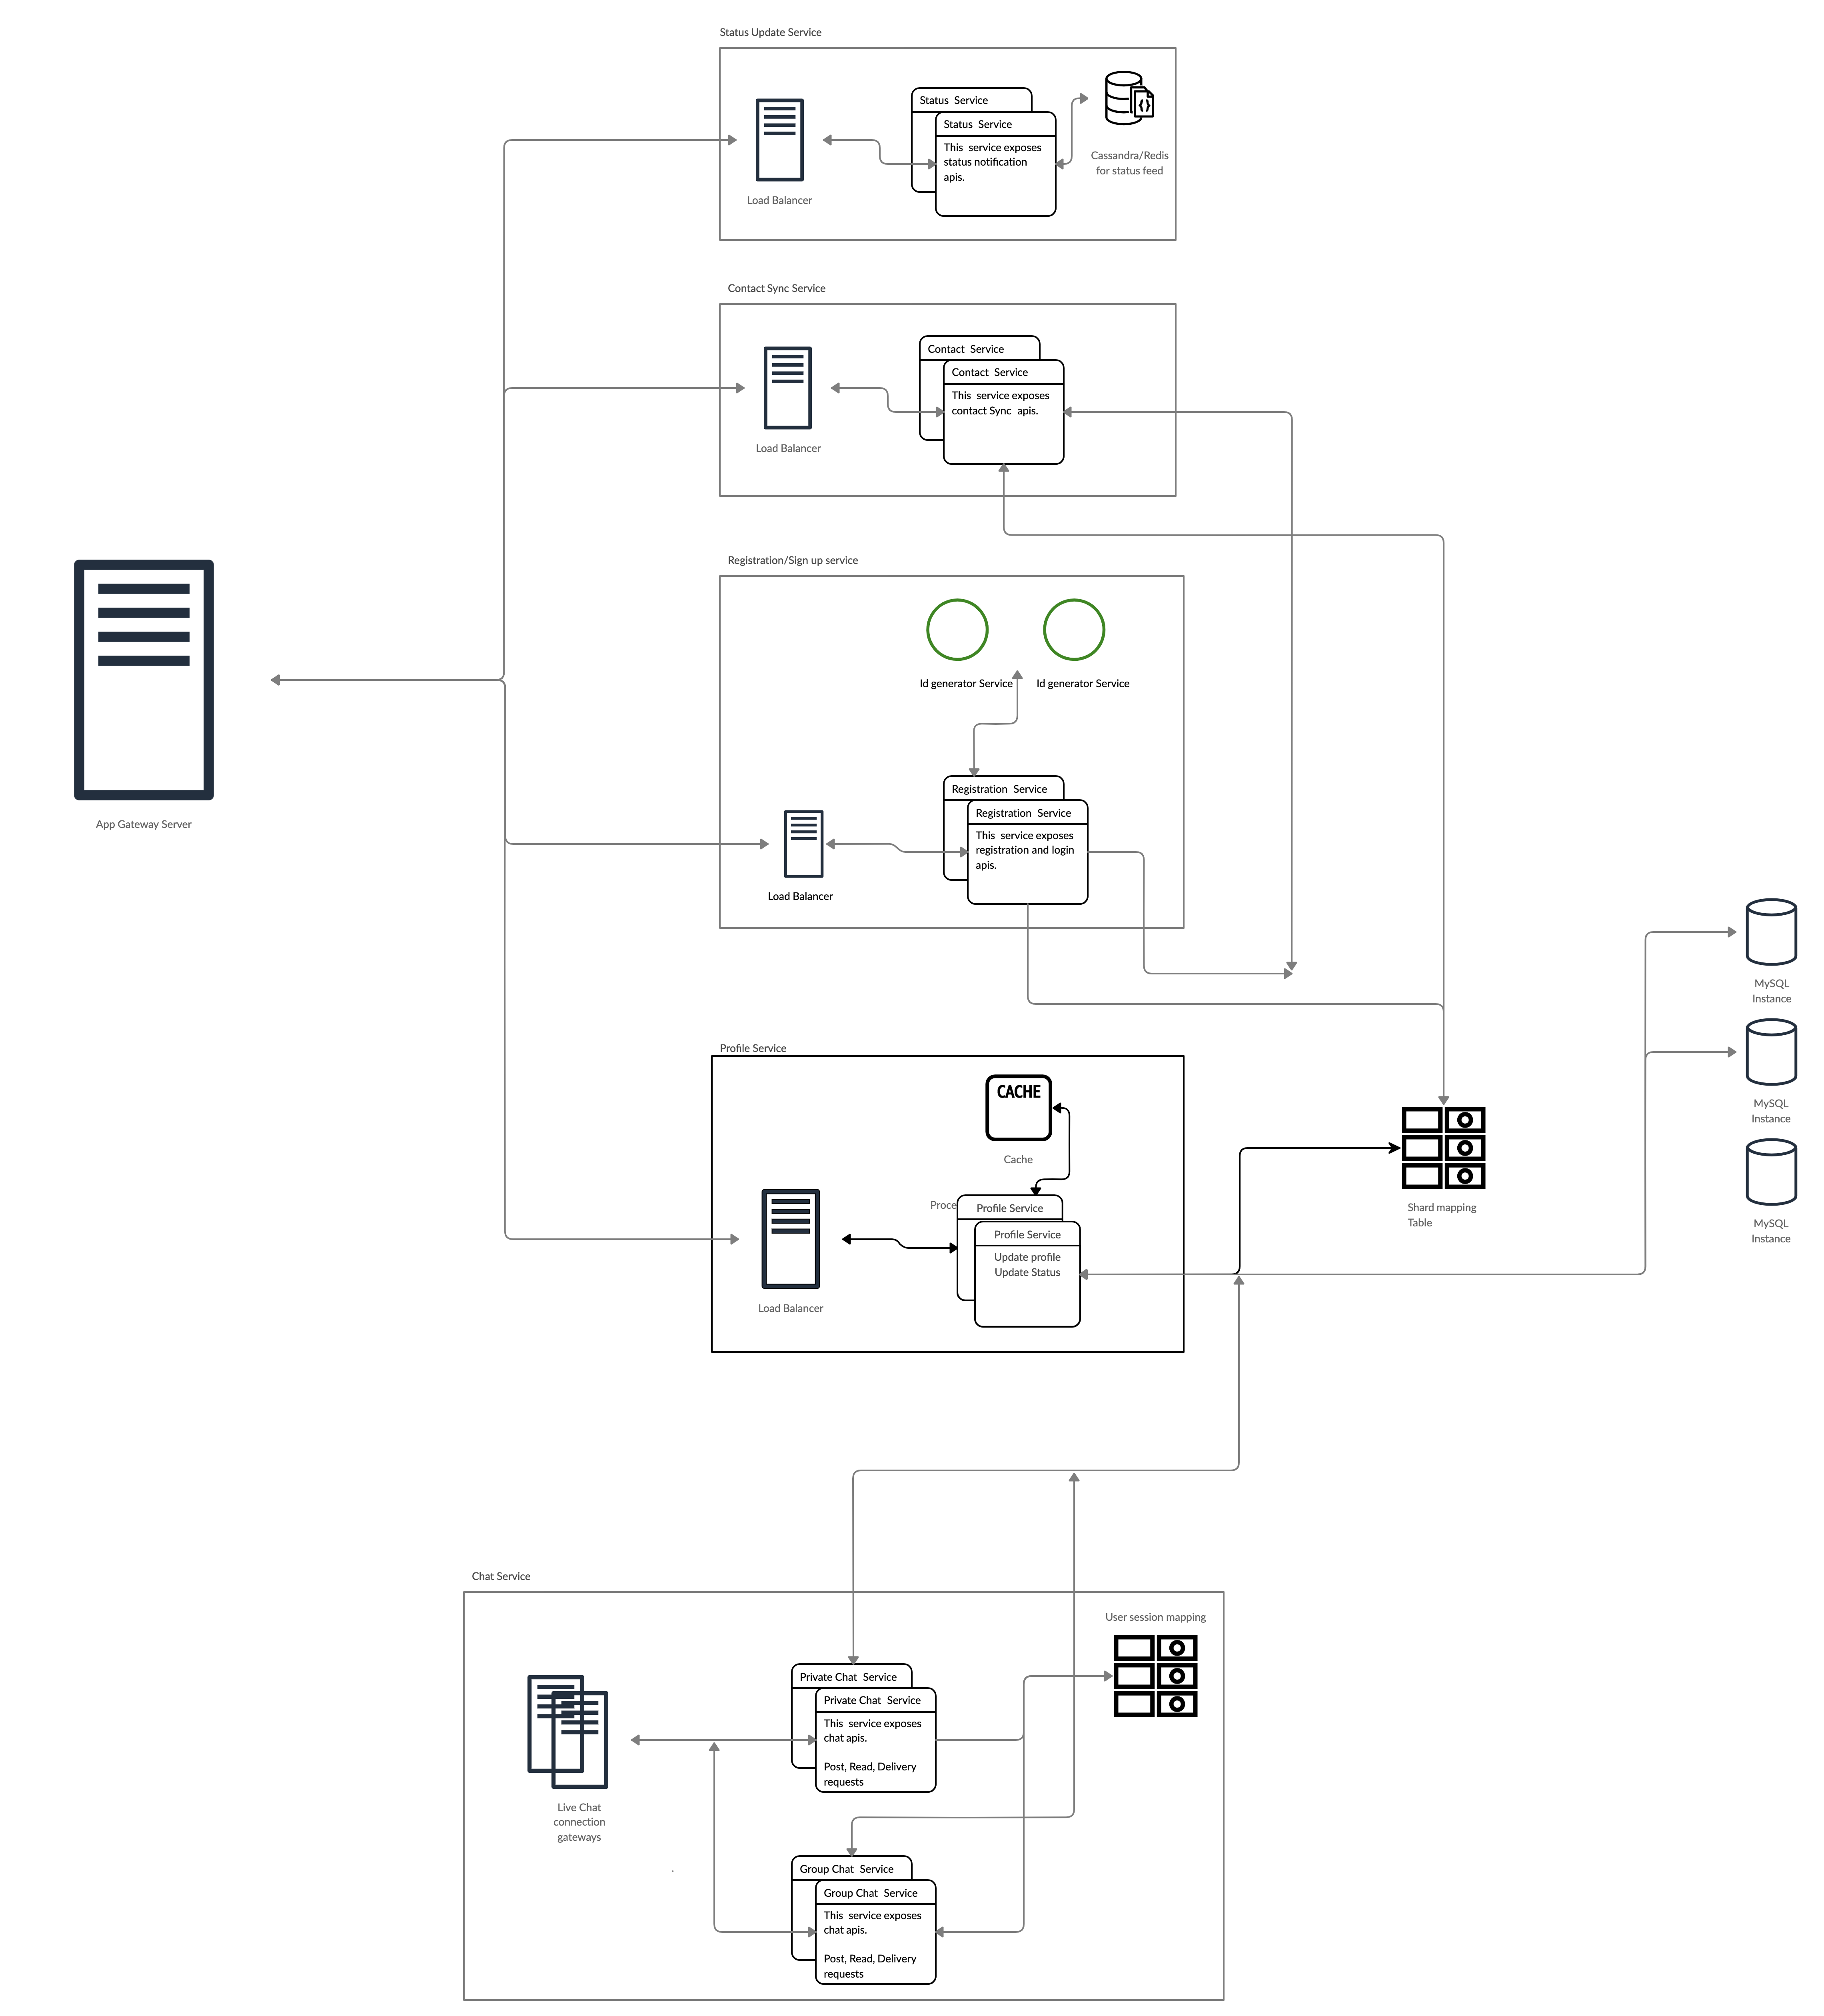 Status Update Service
Status Service
Status Service
This service exposes
status notification
apis.
Load Balancer
Cassandra/Redis
for status feed
Contact Sync Service
Contact Service
Contact Service
This service exposes
contact Sync apis.
Load Balancer
Registration/Sign up service
Id generator Service
Id generator Service
Registration Service
Registration Service
This service exposes
registration and login
apis.
Load Balancer
App Gateway Server
MySQL
Instance
MySQL
Instance
MySQL
Instance
Profile Service
CACHE
Cache
Proce
Profile Service
Profile Service
Update profile
Update Status
Load Balancer
Shard mapping
Table
Chat Service
User session mapping
Private Chat Service
Private Chat Service
This service exposes
chat apis.
Post, Read, Delivery
requests
Live Chat
connection
gateways
Group Chat Service
Group Chat Service
This service exposes
chat apis.
Post, Read, Delivery
requests